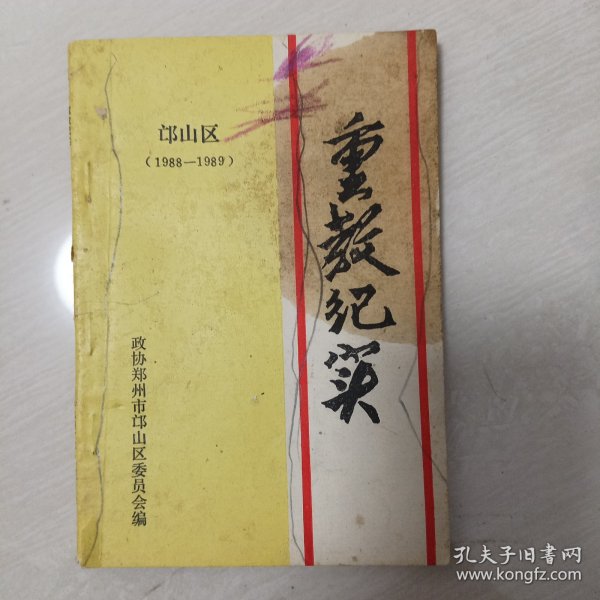 邙山区
（1988—1989）
重教纪实
政协郑州市邙山区委员会编
孔夫子旧书网
www.kongfz.com